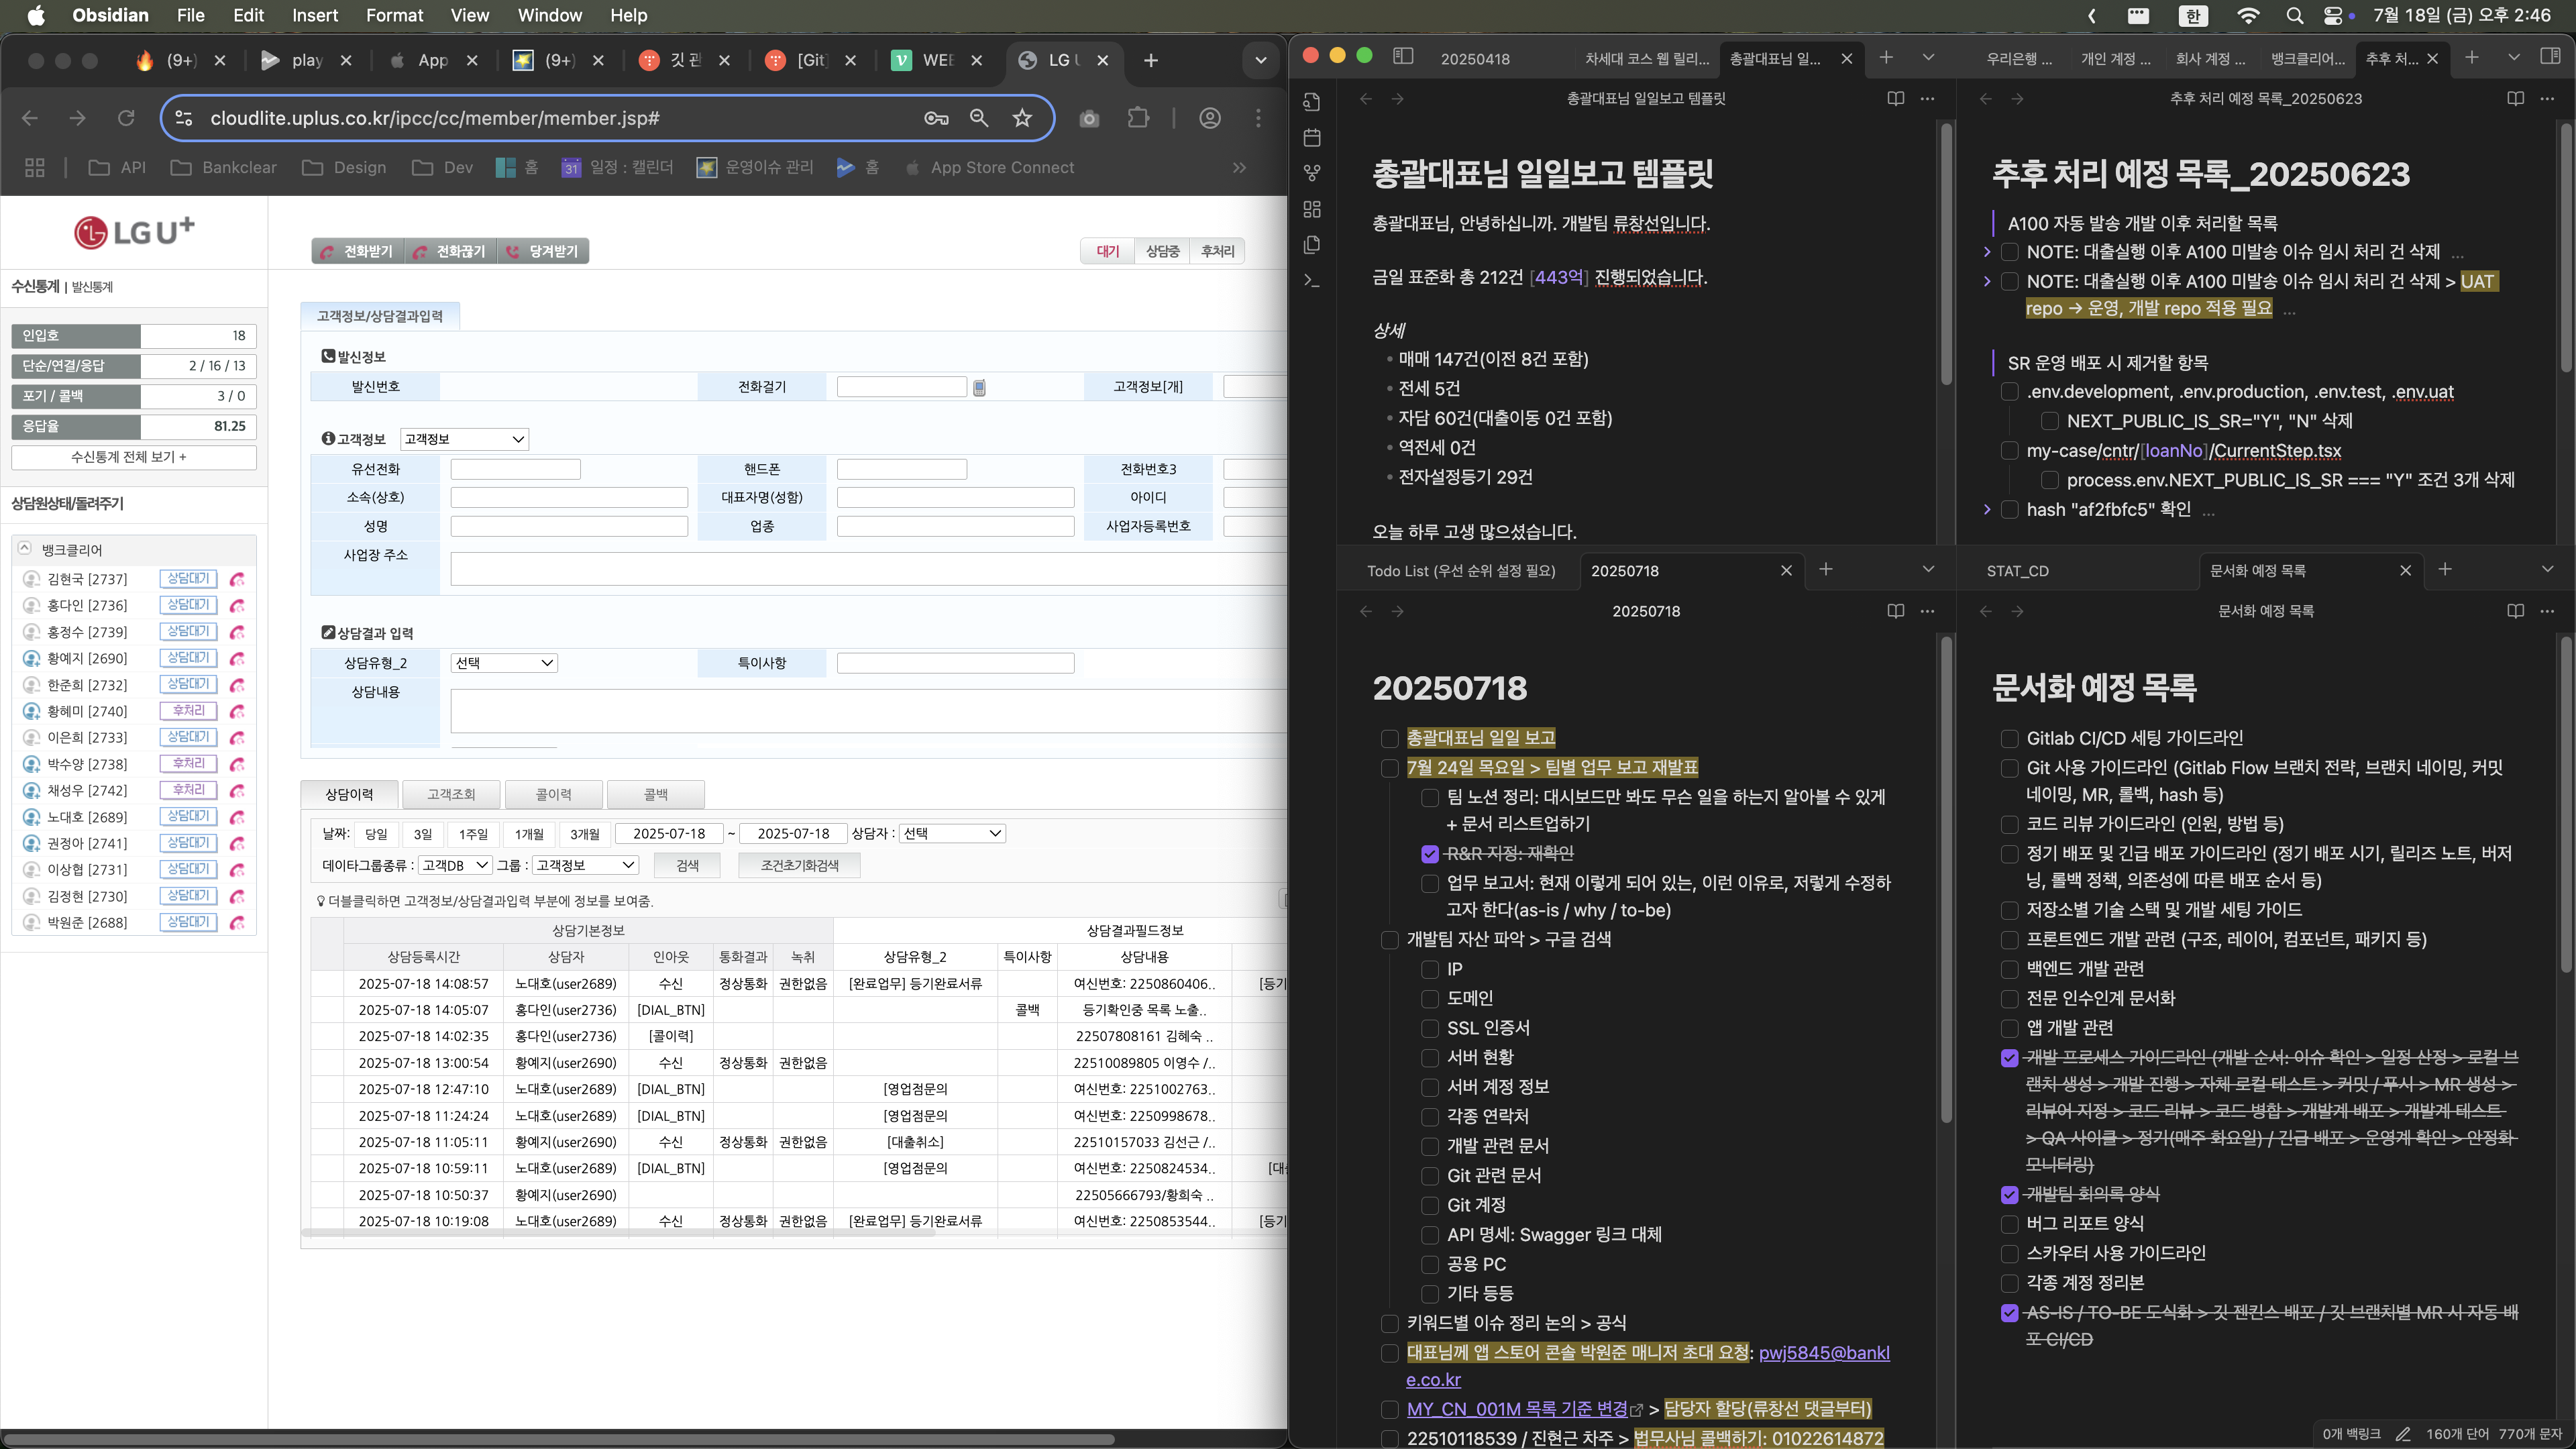 Obsidian File Edit Insert Format View Window Help
한 7월 18일 (금) 오후 2:46
(9+) play App (9+) 깃 관 [Git] WEE LG U
cloudlite.uplus.co.kr/ipcc/cc/member/member.jsp#
API Bankclear Design Dev 홈 31 일정 : 캘린더 운영이슈 관리 홈 App Store Connect
LG U+
수신통계 | 발신통계
인입호 18
단순/연결/응답 2 / 16 / 13
포기 / 콜백 3 / 0
응답율 81.25
수신통계 전체 보기 +
상담원상태/돌려주기
뱅크클리어
김현국 [2737] 상담대기
홍다인 [2736] 상담대기
홍정수 [2739] 상담대기
황예지 [2690] 상담대기
한준희 [2732] 상담대기
황혜미 [2740] 후처리
이은희 [2733] 상담대기
박수양 [2738] 후처리
채성우 [2742] 후처리
노대호 [2689] 상담대기
권정아 [2741] 상담대기
이상협 [2731] 상담대기
김정현 [2730] 상담대기
박원준 [2688] 상담대기
전화받기 전화끊기 당겨받기 대기 상담중 후처리
고객정보/상담결과입력
발신정보
발신번호 전화걸기 고객정보[개]
고객정보 고객정보
유선전화 핸드폰 전화번호3
소속(상호) 대표자명(성함) 아이디
성명 업종 사업자등록번호
사업장 주소
상담결과 입력
상담유형_2 선택 특이사항
상담내용
상담이력 고객조회 콜이력 콜백
날짜: 당일 3일 1주일 1개월 3개월 2025-07-18 ~ 2025-07-18 상담자 : 선택
데이타그룹종류 : 고객DB 그룹 : 고객정보 검색 조건초기화검색
더블클릭하면 고객정보/상담결과입력 부분에 정보를 보여줌.
상담기본정보 상담결과필드정보
상담등록시간 상담자 인아웃 통화결과 녹취 상담유형_2 특이사항 상담내용
2025-07-18 14:08:57 노대호(user2689) 수신 정상통화 권한없음 [완료업무] 등기완료서류 여신번호: 2250860406.. [등기
2025-07-18 14:05:07 홍다인(user2736) [DIAL_BTN] 콜백 등기확인중 목록 노출..
2025-07-18 14:02:35 홍다인(user2736) [콜이력] 22507808161 김혜숙 ..
2025-07-18 13:00:54 황예지(user2690) 수신 정상통화 권한없음 22510089805 이영수 /..
2025-07-18 12:47:10 노대호(user2689) [DIAL_BTN] [영업점문의 여신번호: 2251002763..
2025-07-18 11:24:24 노대호(user2689) [DIAL_BTN] [영업점문의 여신번호: 2250998678..
2025-07-18 11:05:11 황예지(user2690) 수신 정상통화 권한없음 [대출취소] 22510157033 김선근 /..
2025-07-18 10:59:11 노대호(user2689) [DIAL_BTN] [영업점문의 여신번호: 2250824534.. [대출
2025-07-18 10:50:37 황예지(user2690) 22505666793/황희숙 ..
2025-07-18 10:19:08 노대호(user2689) 수신 정상통화 권한없음 [완료업무] 등기완료서류 여신번호: 2250853544.. [등기
20250418 차세대 코스 웹 릴리... 총괄대표님 일...
총괄대표님 일일보고 템플릿
총괄대표님 일일보고 템플릿
총괄대표님, 안녕하십니까. 개발팀 류창선입니다.
금일 표준화 총 212건 [443억] 진행되었습니다.
상세
매매 147건(이전 8건 포함)
전세 5건
자담 60건(대출이동 0건 포함)
역전세 0건
전자설정등기 29건
오늘 하루 고생 많으셨습니다.
우리은행 ... 개인 계정 ... 회사 계정 ... 뱅크클리어... 추후 처...
추후 처리 예정 목록_20250623
추후 처리 예정 목록_20250623
A100 자동 발송 개발 이후 처리할 목록
NOTE: 대출실행 이후 A100 미발송 이슈 임시 처리 건 삭제 ...
NOTE: 대출실행 이후 A100 미발송 이슈 임시 처리 건 삭제 > UAT
repo → 운영, 개발 repo 적용 필요 ...
SR 운영 배포 시 제거할 항목
.env.development, .env.production, .env.test, .env.uat
NEXT_PUBLIC_IS_SR="Y", "N" 삭제
my-case/cntr/[loanNo]/CurrentStep.tsx
process.env.NEXT_PUBLIC_IS_SR === "Y" 조건 3개 삭제
hash "af2fbfc5" 확인 ...
Todo List (우선 순위 설정 필요) 20250718
20250718
20250718
총괄대표님 일일 보고
7월 24일 목요일 > 팀별 업무 보고 재발표
팀 노션 정리: 대시보드만 봐도 무슨 일을 하는지 알아볼 수 있게
+ 문서 리스트업하기
R&R 지정: 재확인
업무 보고서: 현재 이렇게 되어 있는, 이런 이유로, 저렇게 수정하
고자 한다(as-is / why / to-be)
개발팀 자산 파악 > 구글 검색
IP
도메인
SSL 인증서
서버 현황
서버 계정 정보
각종 연락처
개발 관련 문서
Git 관련 문서
Git 계정
API 명세: Swagger 링크 대체
공용 PC
기타 등등
키워드별 이슈 정리 논의 > 공식
대표님께 앱 스토어 콘솔 박원준 매니저 초대 요청: pwj5845@bankl
e.co.kr
MY_CN_001M 목록 기준 변경 > 담당자 할당(류창선 댓글부터)
22510118539 / 진현근 차주 > 법무사님 콜백하기: 01022614872
STAT_CD 문서화 예정 목록
문서화 예정 목록
문서화 예정 목록
Gitlab CI/CD 세팅 가이드라인
Git 사용 가이드라인 (Gitlab Flow 브랜치 전략, 브랜치 네이밍, 커밋
네이밍, MR, 롤백, hash 등)
코드 리뷰 가이드라인 (인원, 방법 등)
정기 배포 및 긴급 배포 가이드라인 (정기 배포 시기, 릴리즈 노트, 버저
닝, 롤백 정책, 의존성에 따른 배포 순서 등)
저장소별 기술 스택 및 개발 세팅 가이드
프론트엔드 개발 관련 (구조, 레이어, 컴포넌트, 패키지 등)
백엔드 개발 관련
전문 인수인계 문서화
앱 개발 관련
개발 프로세스 가이드라인 (개발 순서: 이슈 확인 > 일정 산정 > 로컬 브
랜치 생성 > 개발 진행 > 자체 로컬 테스트 > 커밋 / 푸시 > MR 생성 >
리뷰어 지정 > 코드 리뷰 > 코드 병합 > 개발계 배포 > 개발계 테스트
> QA 사이클 > 정기(매주 화요일) / 긴급 배포 > 운영계 확인 > 안정화
모니터링)
개발팀 회의록 양식
버그 리포트 양식
스카우터 사용 가이드라인
각종 계정 정리본
AS-IS / TO-BE 도식화 > 깃 젠킨스 배포 / 깃 브랜치별 MR 시 자동 배
포 CI/CD
0개 백링크 160개 단어 770개 문자